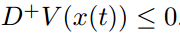 D⁺V(x(t)) ≤ 0.